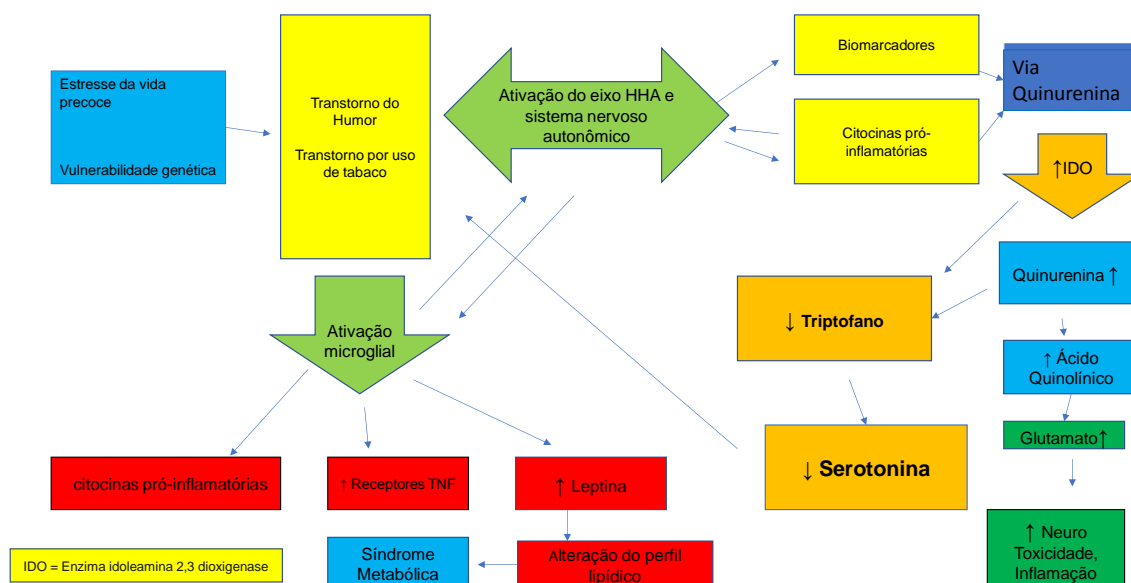 Estresse da vida
precoce
Vulnerabilidade genética
Transtorno do
Humor
Transtorno por uso
de tabaco
Ativação do eixo HHA e
sistema nervoso
autonômico
Biomarcadores
Citocinas pró-
inflamatórias
Via
Quinurenina
↑IDO
Quinurenina ↑
↓ Triptofano
↑ Ácido
Quinolínico
Glutamato↑
↓ Serotonina
↑ Neuro
Toxicidade,
Inflamação
Ativação
microglial
citocinas pró-inflamatórias
↑ Receptores TNF
↑ Leptina
Síndrome
Metabólica
Alteração do perfil
lipídico
IDO = Enzima idoleamina 2,3 dioxigenase